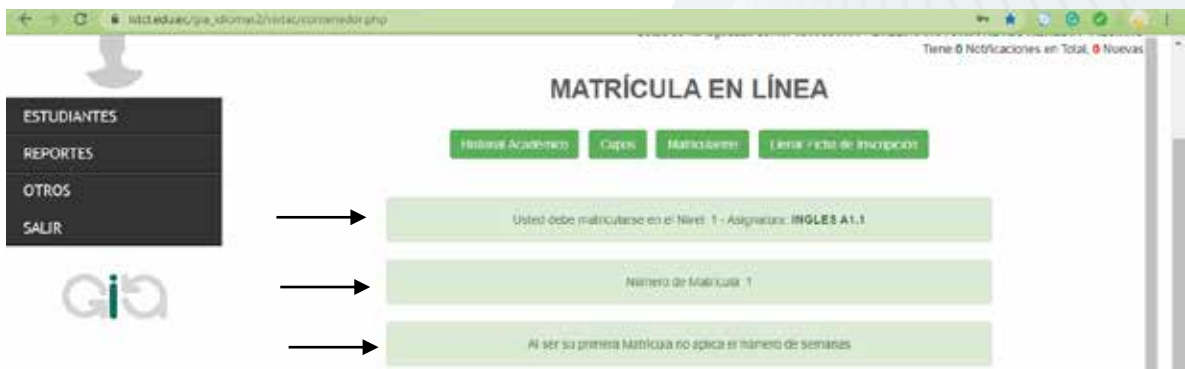 Tiene 0 Notificaciones en Total, 0 Nuevas
MATRÍCULA EN LÍNEA
ESTUDIANTES
REPORTES
OTROS
SALIR
Historial Académico
Cupos
Matricularme
Llenar Ficha de Inscripción
Usted debe matricularse en el Nivel: 1 - Asignatura: INGLES A1.1
Número de Matrícula: 1
Al ser su primera Matrícula no aplica el número de semanas
gia